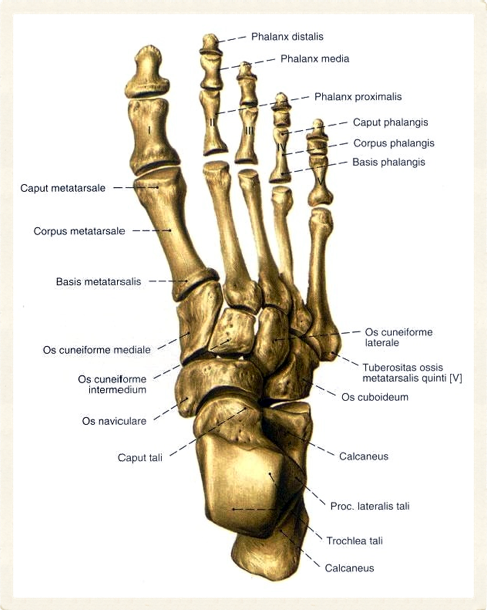 Phalanx distalis
Phalanx media
Phalanx proximalis
Caput phalangis
Corpus phalangis
Basis phalangis
I
II
III
IV
V
Caput metatarsale
Corpus metatarsale
Basis metatarsalis
Os cuneiforme mediale
Os cuneiforme
intermedium
Os naviculare
Caput tali
Os cuneiforme
laterale
Tuberositas ossis
metatarsalis quinti [V]
Os cuboideum
Calcaneus
Proc. lateralis tali
Trochlea tali
Calcaneus